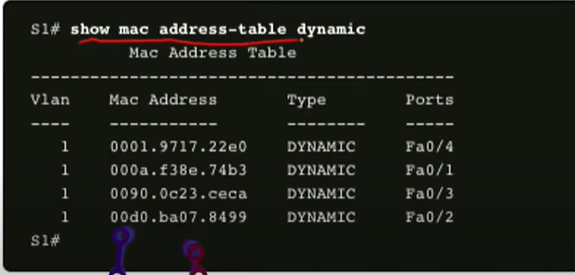 S1# show mac address-table dynamic
Mac Address Table
-------------------------------------------
Vlan Mac Address Type Ports
---- ----------- -------- -----
1 0001.9717.22e0 DYNAMIC Fa0/4
1 000a.f38e.74b3 DYNAMIC Fa0/1
1 0090.0c23.ceca DYNAMIC Fa0/3
1 00d0.ba07.8499 DYNAMIC Fa0/2
S1#